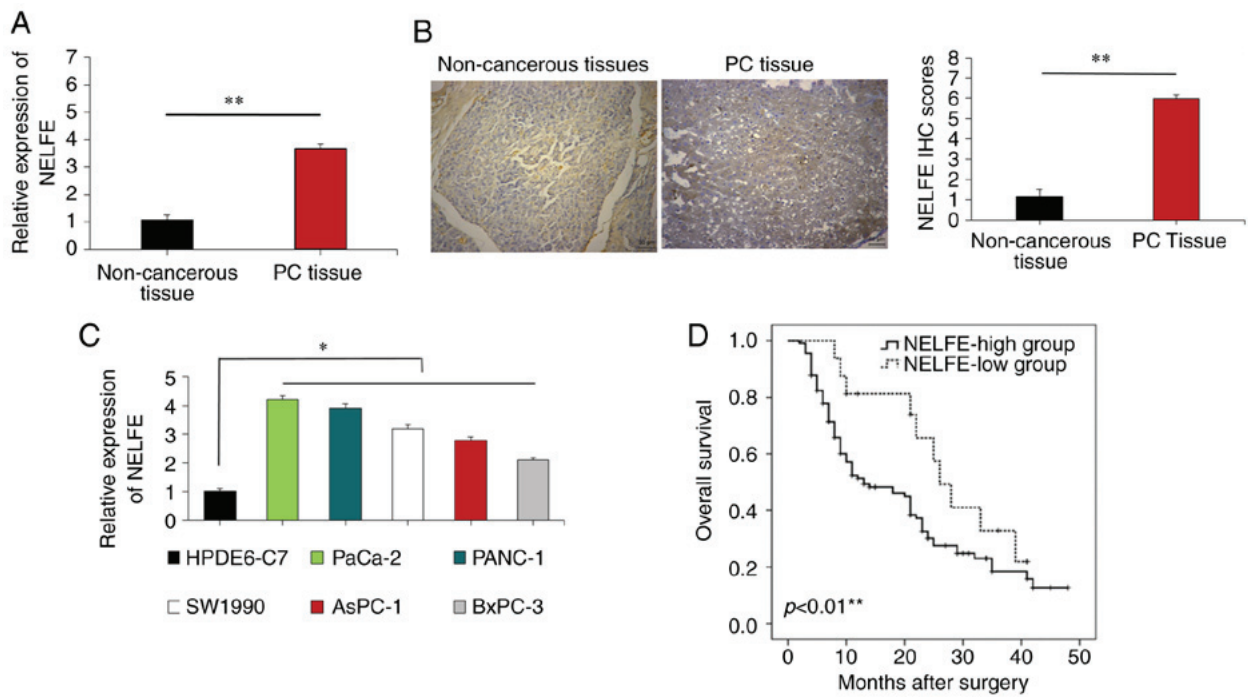 A
Relative expression of
NELFE
7
6
5
4
3
2
1
0
**
Non-cancerous
tissue
PC tissue
B
Non-cancerous tissues
PC tissue
NELFE IHC scores
8
7
6
5
4
3
2
1
0
**
Non-cancerous
tissue
PC Tissue
C
Relative expression
of NELFE
5
4
3
2
1
0
*
HPDE6-C7
PaCa-2
PANC-1
SW1990
AsPC-1
BxPC-3
D
Overall survival
1.0
0.8
0.6
0.4
0.2
0.0
NELFE-high group
NELFE-low group
p<0.01**
0
10
20
30
40
50
Months after surgery